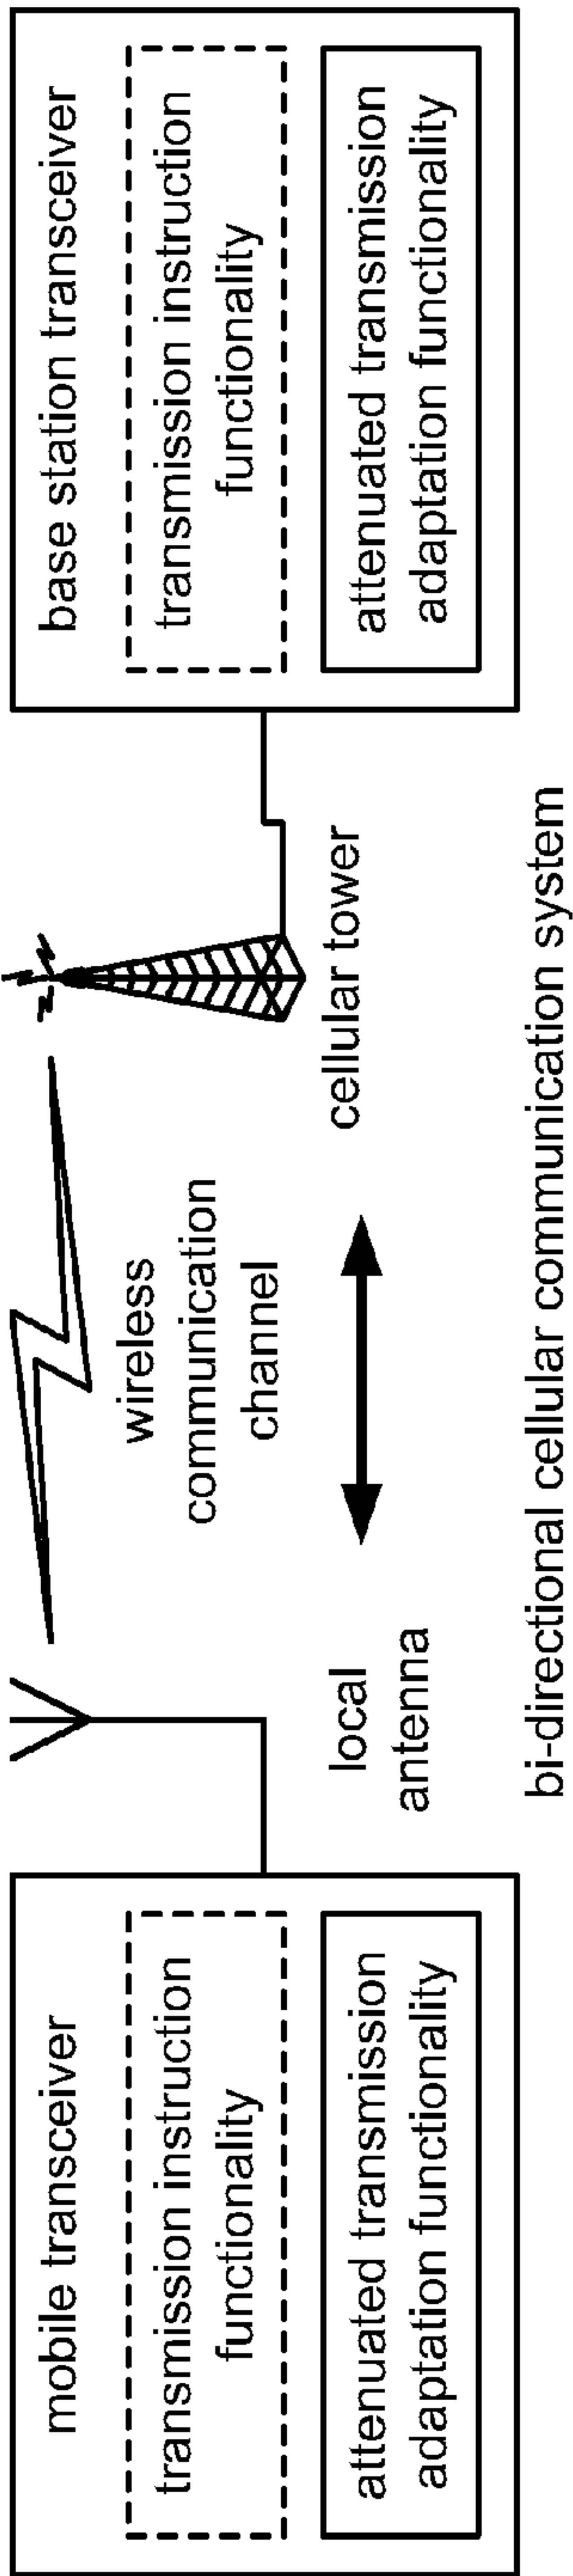 mobile transceiver
transmission instruction
functionality
attenuated transmission
adaptation functionality
local
antenna
wireless
communication
channel
cellular tower
base station transceiver
transmission instruction
functionality
attenuated transmission
adaptation functionality
bi-directional cellular communication system